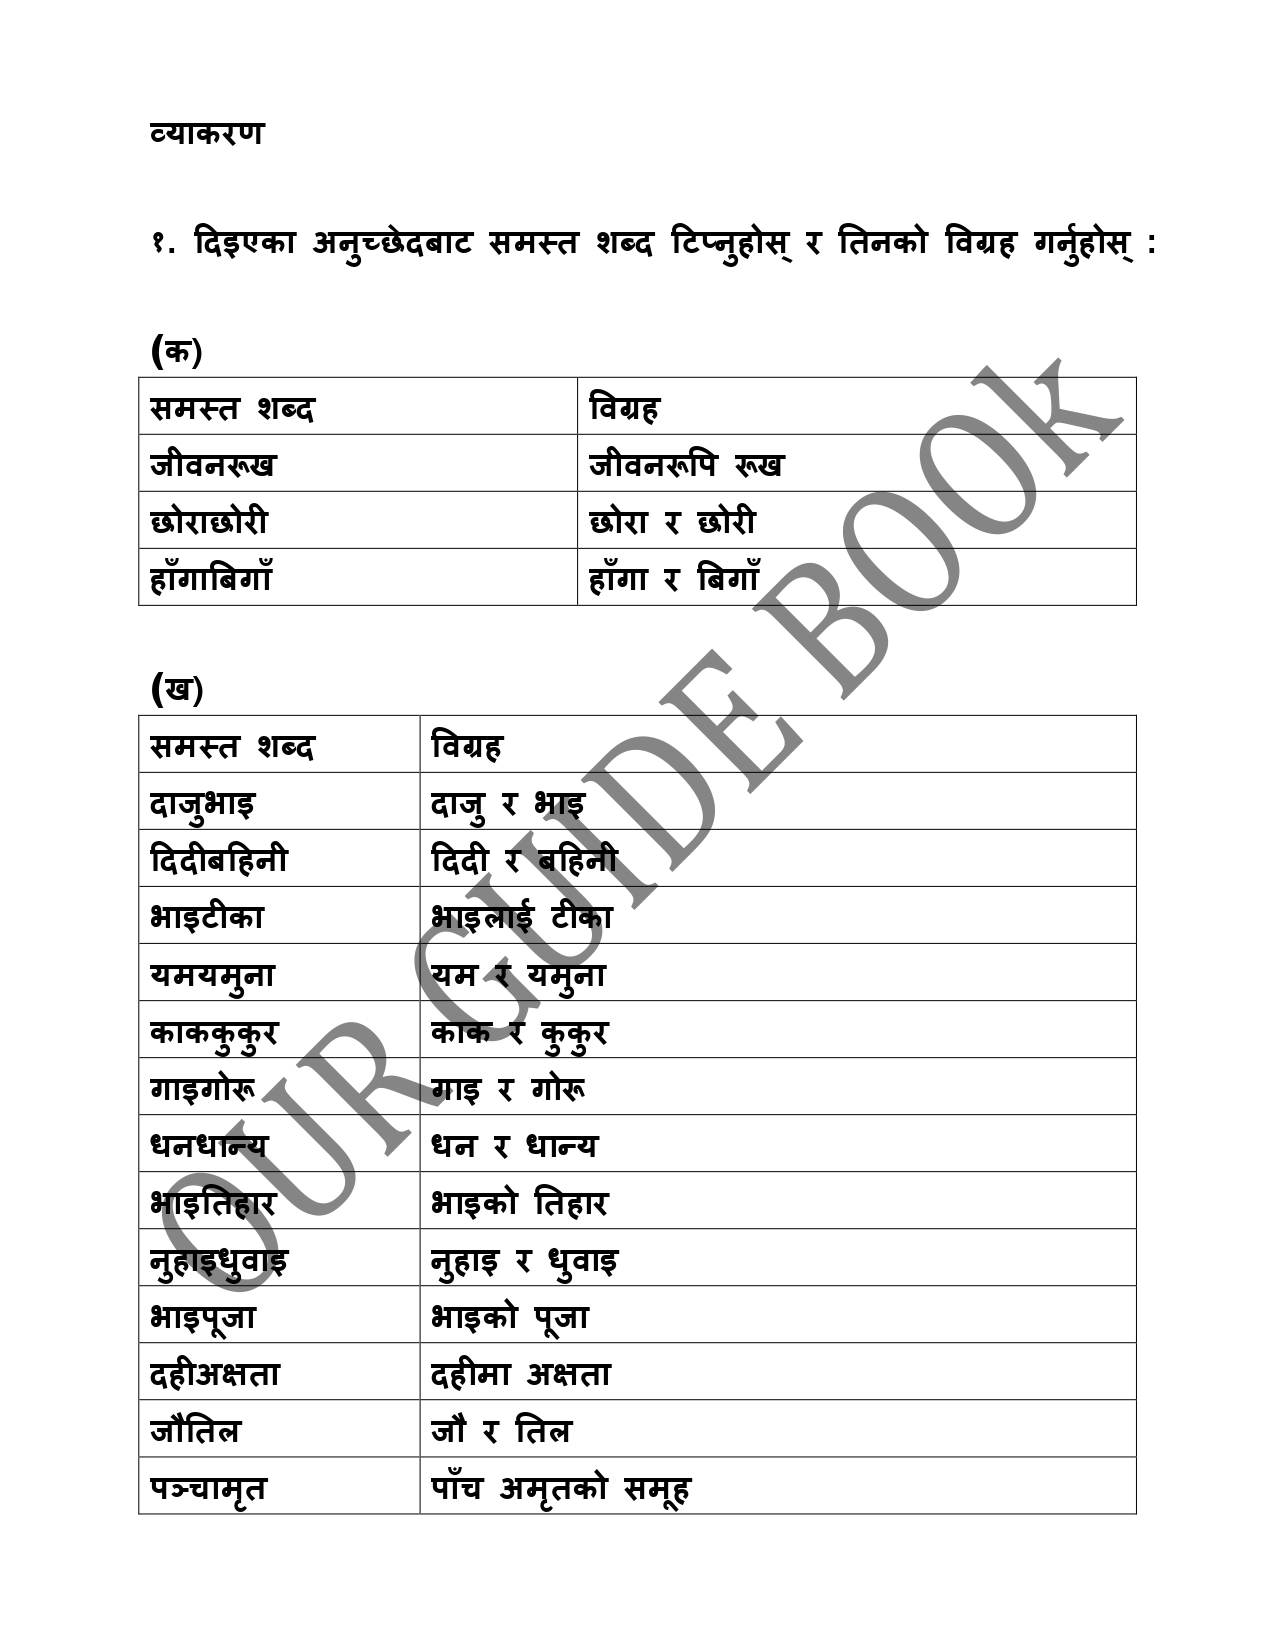 व्याकरण
१. दिइएका अनुच्छेदबाट समस्त शब्द टिप्नुहोस् र तिनको विग्रह गर्नुहोस् :
(क)
समस्त शब्द विग्रह
जीवनरूख जीवनरूपि रूख
छोराछोरी छोरा र छोरी
हाँगाबिगाँ हाँगा र बिगाँ
(ख)
समस्त शब्द विग्रह
दाजुभाइ दाजु र भाइ
दिदीबहिनी दिदी र बहिनी
भाइटीका भाइलाई टीका
यमयमुना यम र यमुना
काककुकुर काक र कुकुर
गाइगोरू गाइ र गोरू
धनधान्य धन र धान्य
भाइतिहार भाइको तिहार
नुहाइधुवाइ नुहाइ र धुवाइ
भाइपूजा भाइको पूजा
दहीअक्षता दहीमा अक्षता
जौतिल जौ र तिल
पञ्चामृत पाँच अमृतको समूह
OUR GUIDE BOOk